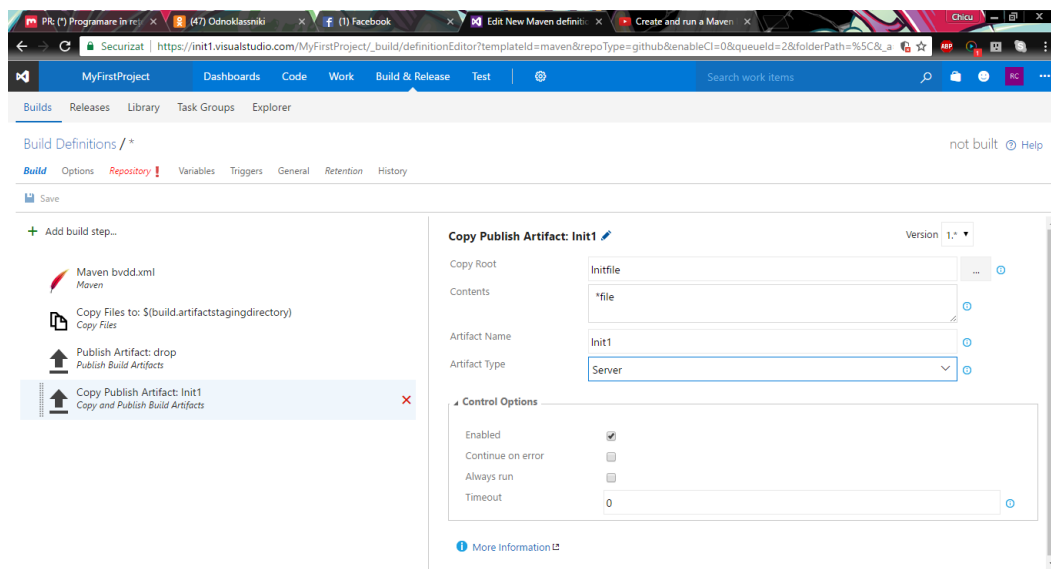 PR: (*) Programare în rețe
(47) Odnoklassniki
(1) Facebook
Edit New Maven definitio
Create and run a Maven
Chicu
Securizat
https://init1.visualstudio.com/MyFirstProject/_build/definitionEditor?templateId=maven&repoType=github&enableCI=0&queueId=2&folderPath=%5C&_a
ABP
MyFirstProject
Dashboards
Code
Work
Build & Release
Test
Search work items
RC
Builds
Releases
Library
Task Groups
Explorer
Build Definitions / *
not built
Help
Build
Options
Repository
Variables
Triggers
General
Retention
History
Save
Add build step...
Maven bvdd.xml
Maven
Copy Files to: $(build.artifactstagingdirectory)
Copy Files
Publish Artifact: drop
Publish Build Artifacts
Copy Publish Artifact: Init1
Copy and Publish Build Artifacts
Copy Publish Artifact: Init1
Version 1.*
Copy Root
Initfile
...
Contents
*file
Artifact Name
Init1
Artifact Type
Server
Control Options
Enabled
Continue on error
Always run
Timeout
0
More Information